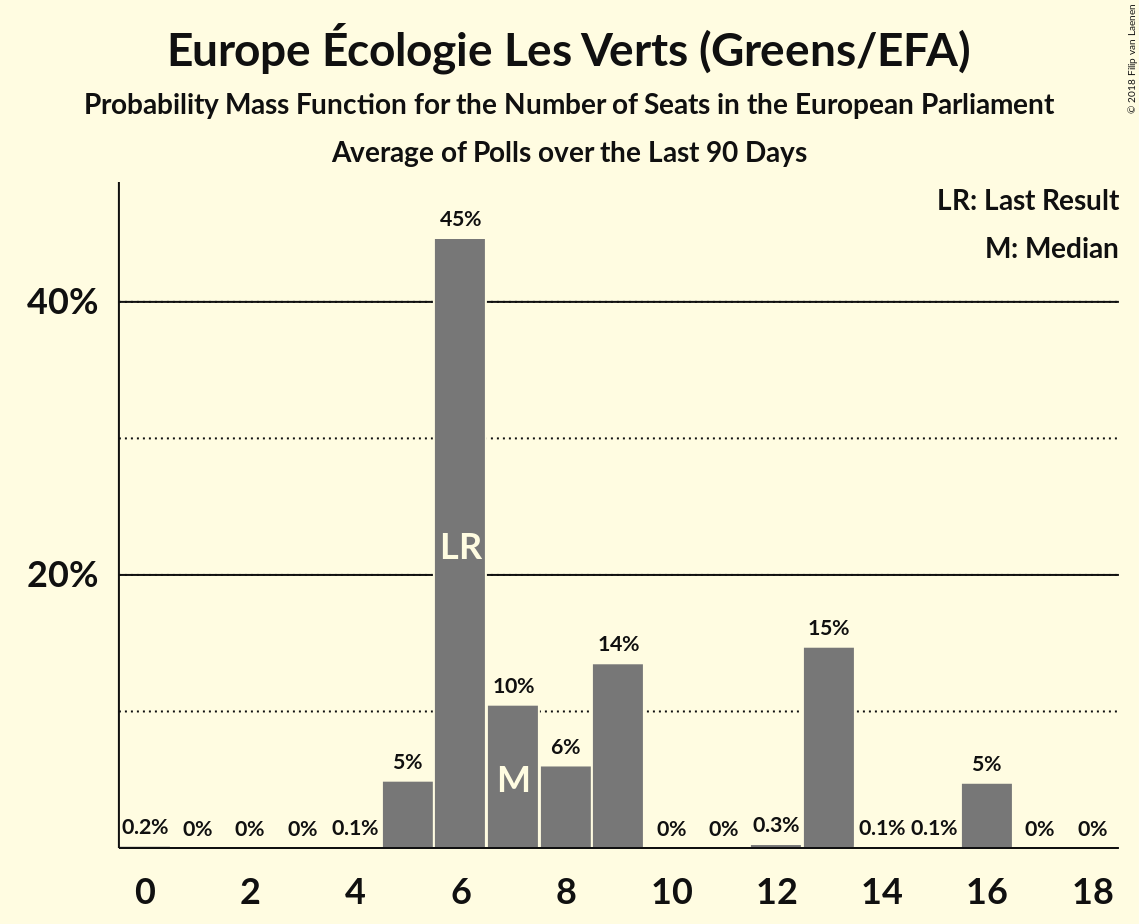 Europe Écologie Les Verts (Greens/EFA)
Probability Mass Function for the Number of Seats in the European Parliament
Average of Polls over the Last 90 Days
© 2018 Filip van Laenen
LR: Last Result
M: Median
45%
40%
LR
20%
15%
14%
10%
6%
M
5%
5%
0.2% 0% 0% 0% 0.1% 0% 0% 0.3% 0.1% 0.1% 0% 0%
0 2 4 6 8 10 12 14 16 18